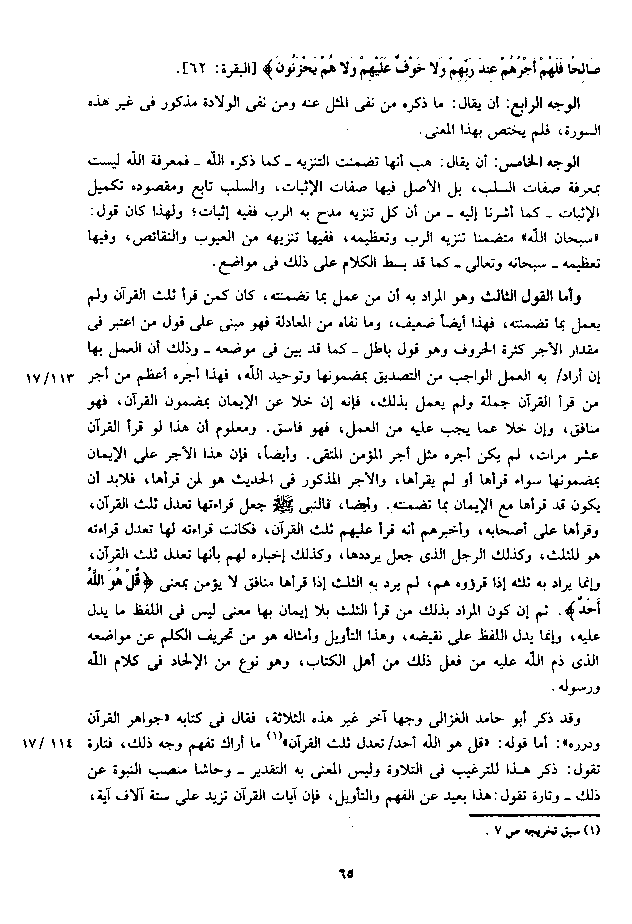 صَالِحًا فَلَهُمْ أَجْرُهُمْ عِندَ رَبِّهِمْ وَلا خَوْفٌ عَلَيْهِمْ وَلا هُمْ يَحْزَنُونَ﴾ [البقرة: ٦٢].
الوجه الرابع: أن يقال: ما ذكره من نفى المثل عنه ومن نفى الولادة مذكور فى غير هذه
السورة، فلم يختص بهذا المعنى.
الوجه الخامس: أن يقال: هب أنها تضمنت التنزيه ـ كما ذكره الله ـ فمعرفة الله ليست
بمعرفة صفات السلب، بل الأصل فيها صفات الإثبات، والسلب تابع ومقصوده تكميل
الإثبات ـ كما أشرنا إليه ـ من أن كل تنزيه مدح به الرب ففيه إثبات؛ ولهذا كان قول:
«سبحان الله» متضمنا تنزيه الرب وتعظيمه، ففيها تنزيهه من العيوب والنقائص، وفيها
تعظيمه ـ سبحانه وتعالى ـ كما قد بسط الكلام على ذلك فى مواضع.
وأما القول الثالث وهو المراد به أن من عمل بما تضمنته، كان كمن قرأ ثلث القرآن ولم
يعمل بما تضمنته، فهذا أيضاً ضعيف، وما نفاه من المعادلة فهو مبنى على قول من اعتبر فى
مقدار الأجر كثرة الحروف وهو قول باطل ـ كما قد بين فى موضعه ـ وذلك أن العمل بها
إن أراد/ به العمل الواجب من التصديق بمضمونها وتوحيد الله، فهذا أجره أعظم من أجر ١٧/١١٣
من قرأ القرآن جملة ولم يعمل بذلك، فإنه إن خلا عن الإيمان بمضمون القرآن، فهو
منافق، وإن خلا عما يجب عليه من العمل، فهو فاسق. ومعلوم أن هذا لو قرأ القرآن
عشر مرات، لم يكن أجره مثل أجر المؤمن المتقى. وأيضاً، فإن هذا الأجر على الإيمان
بمضمونها سواء قرأها أو لم يقرأها، والأجر المذكور فى الحديث هو لمن قرأها، فلابد أن
يكون قد قرأها مع الإيمان بما تضمنته. وأيضا، فالنبى ﷺ جعل قراءتها تعدل ثلث القرآن،
وقرأها على أصحابه، وأخبرهم أنه قرأ عليهم ثلث القرآن، فكانت قراءته لها تعدل قراءته
هو للثلث، وكذلك الرجل الذى جعل يرددها، وكذلك إخباره لهم بأنها تعدل ثلث القرآن،
وإنما يراد به ثلثه إذا قرؤوه هم، لم يرد به الثلث إذا قرأها منافق لا يؤمن بمعنى ﴿قُلْ هُوَ اللَّهُ
أَحَدٌ﴾. ثم إن كون المراد بذلك من قرأ الثلث بلا إيمان بها معنى ليس فى اللفظ ما يدل
عليه، وإنما يدل اللفظ على نقيضه، وهذا التأويل وأمثاله هو من تحريف الكلم عن مواضعه
الذى ذم الله عليه من فعل ذلك من أهل الكتاب، وهو نوع من الإلحاد فى كلام الله
ورسوله.
وقد ذكر أبو حامد الغزالى وجها آخر غير هذه الثلاثة، فقال فى كتابه «جواهر القرآن
ودرره»: أما قوله: «قل هو الله أحد/ تعدل ثلث القرآن»(١) ما أراك تفهم وجه ذلك، فتارة ١٧/١١٤
تقول: ذكر هذا للترغيب فى التلاوة وليس المعنى به التقدير ـ وحاشا منصب النبوة عن
ذلك ـ وتارة تقول: هذا بعيد عن الفهم والتأويل، فإن آيات القرآن تزيد على ستة آلاف آية،
(١) سبق تخريجه ص ٧ .
٦٥